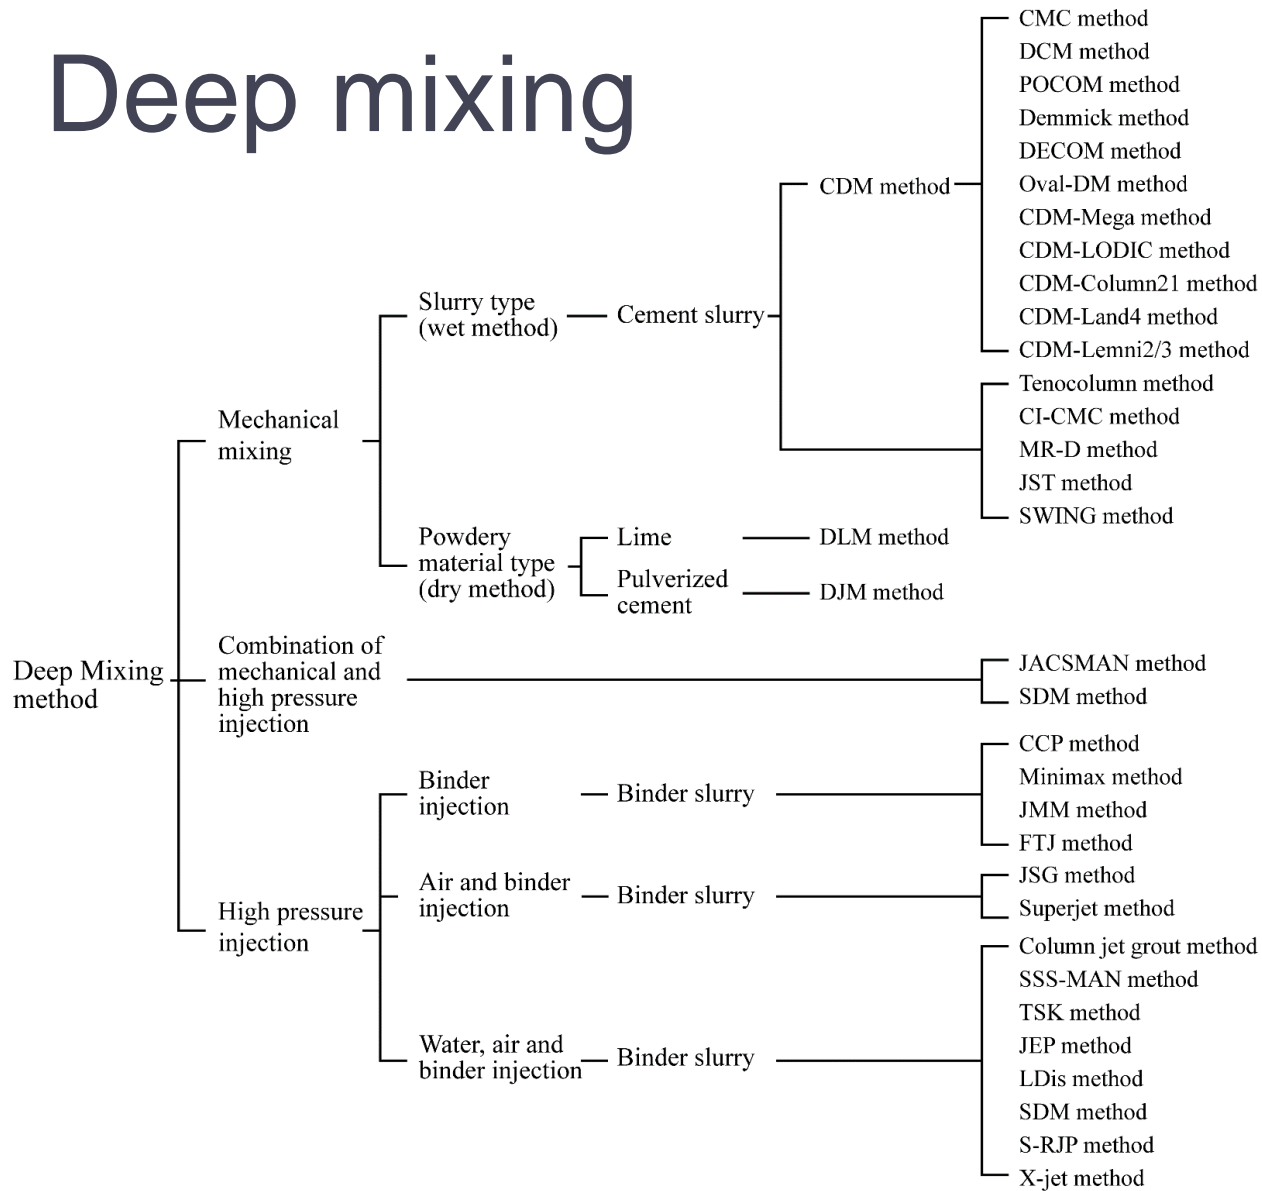 Deep mixing
Deep Mixing
method
Mechanical
mixing
Slurry type
(wet method)
Cement slurry
CDM method
CMC method
DCM method
POCOM method
Demmick method
DECOM method
Oval-DM method
CDM-Mega method
CDM-LODIC method
CDM-Column21 method
CDM-Land4 method
CDM-Lemni2/3 method
Tenocolumn method
CI-CMC method
MR-D method
JST method
SWING method
Powdery
material type
(dry method)
Lime
DLM method
Pulverized
cement
DJM method
Combination of
mechanical and
high pressure
injection
JACSMAN method
SDM method
High pressure
injection
Binder
injection
Binder slurry
CCP method
Minimax method
JMM method
FTJ method
Air and binder
injection
Binder slurry
JSG method
Superjet method
Water, air and
binder injection
Binder slurry
Column jet grout method
SSS-MAN method
TSK method
JEP method
LDis method
SDM method
S-RJP method
X-jet method